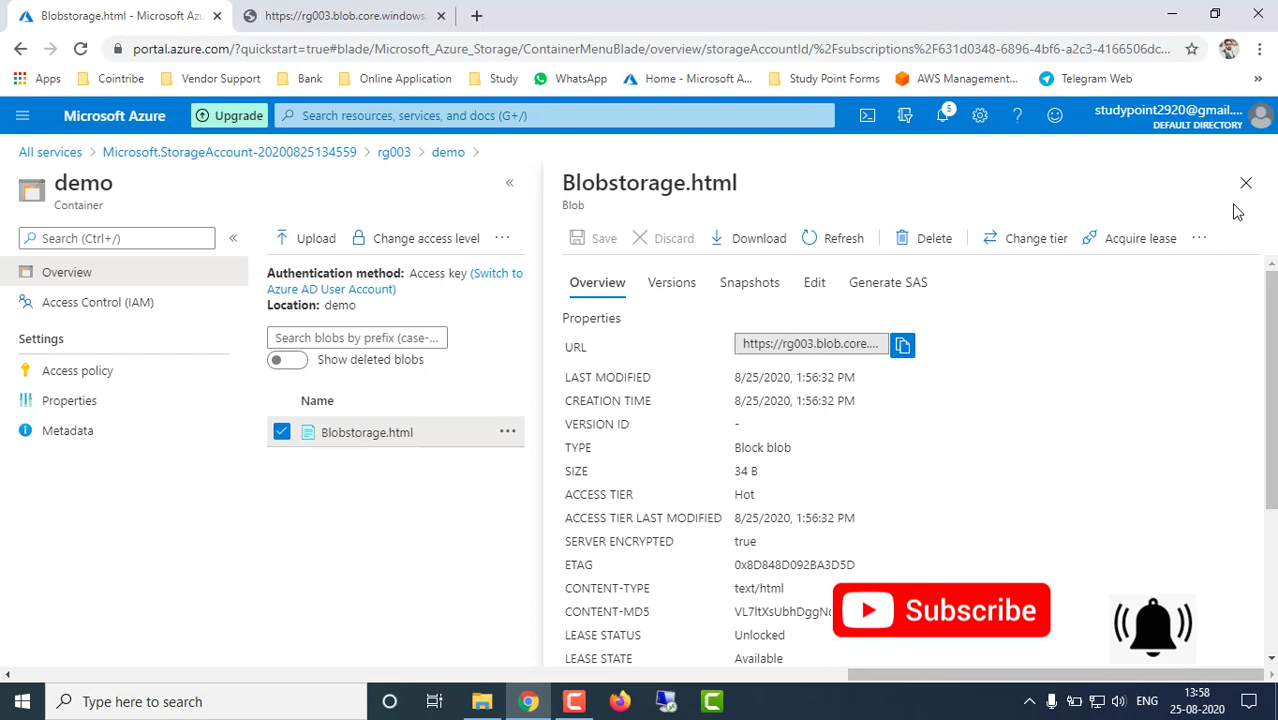 Blobstorage.html - Microsoft Azu
https://rg003.blob.core.windows.
portal.azure.com/?quickstart=true#blade/Microsoft_Azure_Storage/ContainerMenuBlade/overview/storageAccountId/%2Fsubscriptions%2F631d0348-6896-4bf6-a2c3-4166506dc...
Apps Cointribe Vendor Support Bank Online Application Study WhatsApp Home - Microsoft A... Study Point Forms AWS Management... Telegram Web »
Microsoft Azure Upgrade Search resources, services, and docs (G+/) 5 studypoint2920@gmail....
DEFAULT DIRECTORY
All services > Microsoft.StorageAccount-20200825134559 > rg003 > demo >
demo
Container
Search (Ctrl+/)
Overview
Access Control (IAM)
Settings
Access policy
Properties
Metadata
Upload Change access level ...
Authentication method: Access key (Switch to
Azure AD User Account)
Location: demo
Search blobs by prefix (case-...
Show deleted blobs
Name
Blobstorage.html ...
Blobstorage.html
Blob
Save Discard Download Refresh Delete Change tier Acquire lease ...
Overview Versions Snapshots Edit Generate SAS
Properties
URL https://rg003.blob.core....
LAST MODIFIED 8/25/2020, 1:56:32 PM
CREATION TIME 8/25/2020, 1:56:32 PM
VERSION ID -
TYPE Block blob
SIZE 34 B
ACCESS TIER Hot
ACCESS TIER LAST MODIFIED 8/25/2020, 1:56:32 PM
SERVER ENCRYPTED true
ETAG 0x8D848D092BA3D5D
CONTENT-TYPE text/html
CONTENT-MD5
LEASE STATUS Unlocked
LEASE STATE Available
Subscribe
Type here to search
ENG
13:58
25-08-2020